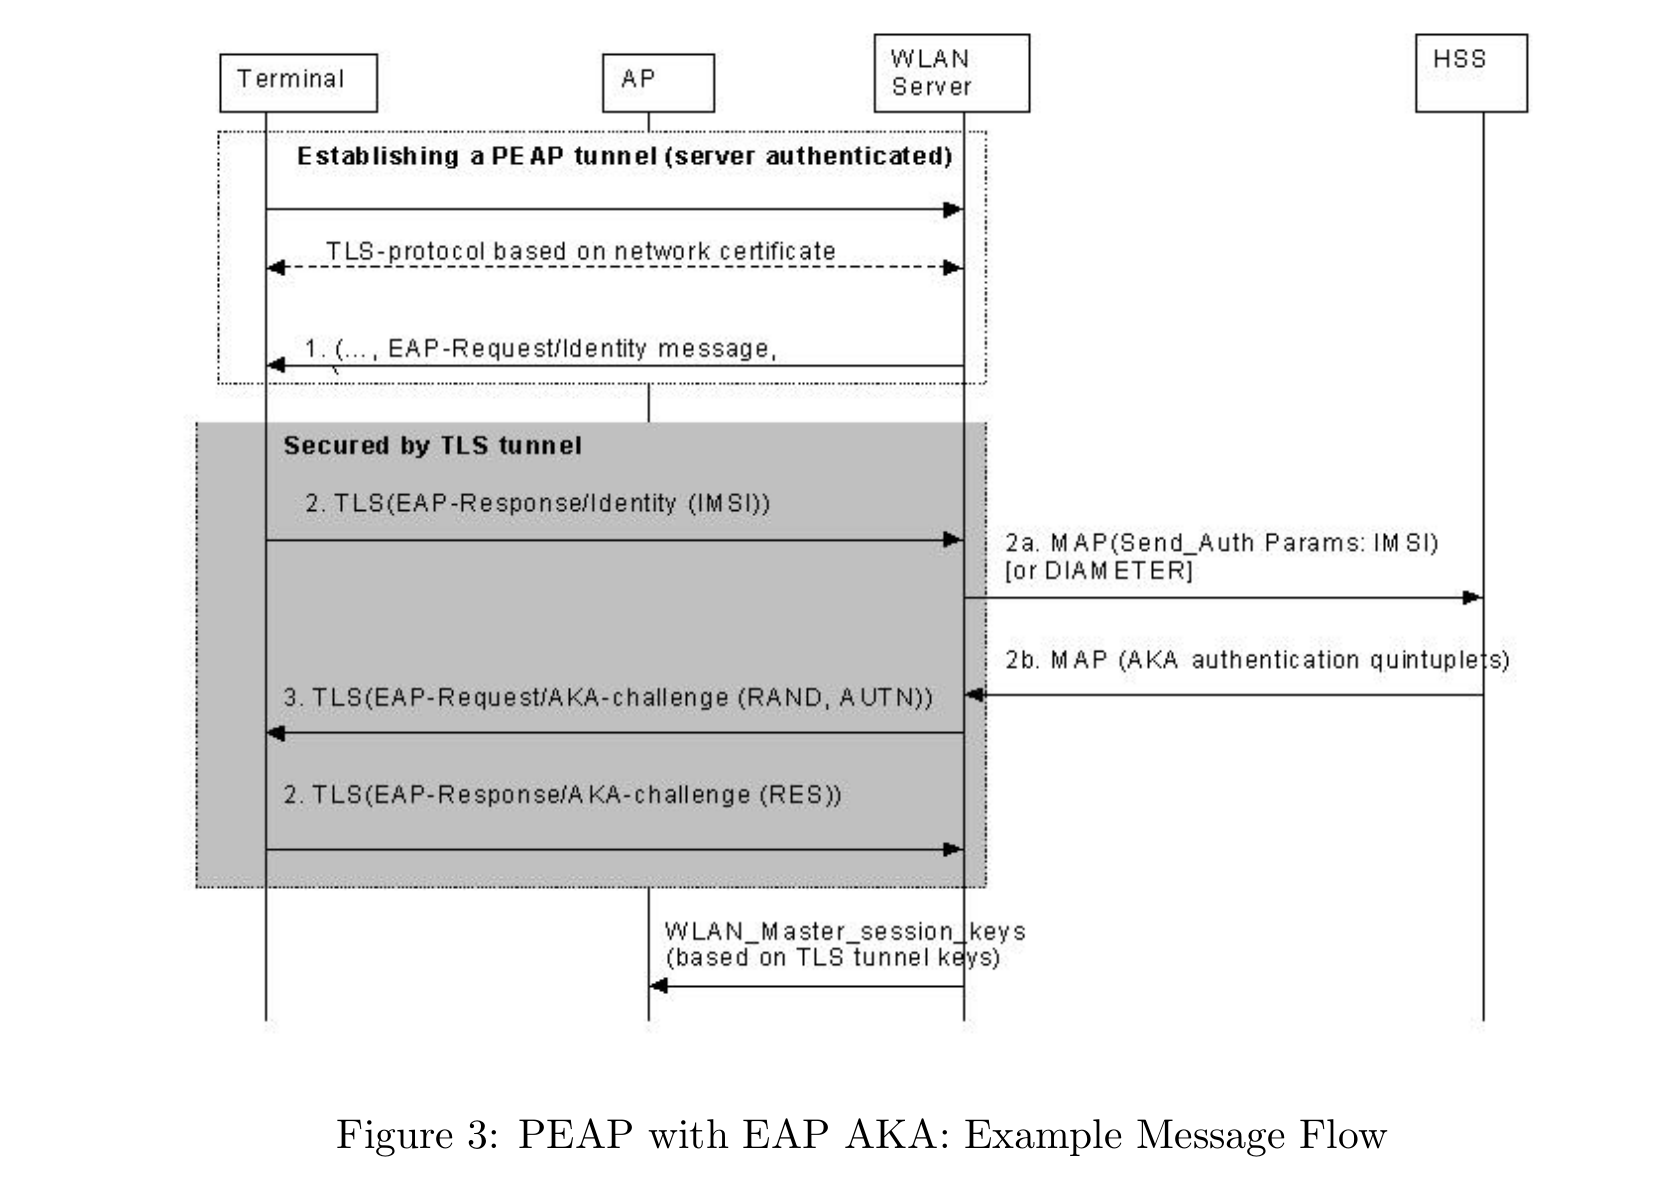 Terminal
AP
WLAN
Server
HSS
Establishing a PEAP tunnel (server authenticated)
TLS-protocol based on network certificate
1. (..., EAP-Request/Identity message,
Secured by TLS tunnel
2. TLS(EAP-Response/Identity (IMSI))
2a. MAP(Send_Auth Params: IMSI)
[or DIAMETER]
2b. MAP (AKA authentication quintuplets)
3. TLS(EAP-Request/AKA-challenge (RAND, AUTN))
2. TLS(EAP-Response/AKA-challenge (RES))
WLAN_Master_session_keys
(based on TLS tunnel keys)
Figure 3: PEAP with EAP AKA: Example Message Flow